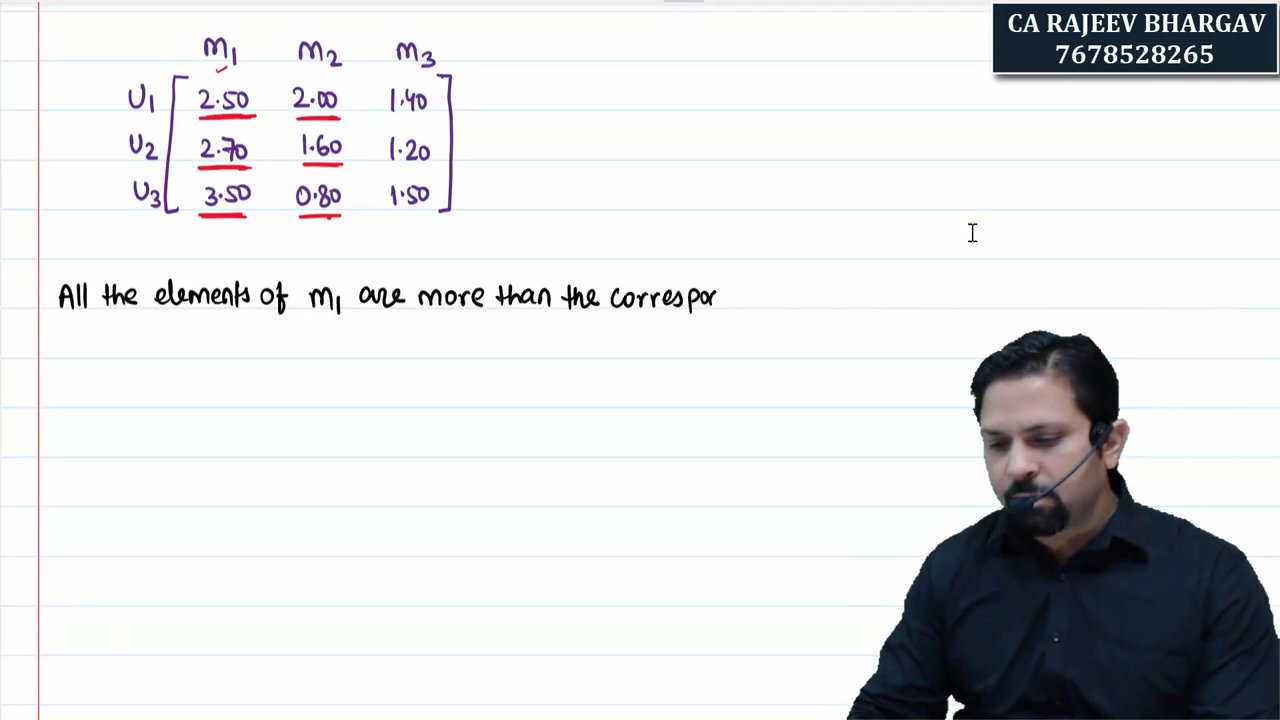 CA RAJEEV BHARGAV
7678528265
m1 m2 m3
U1 2.50 2.00 1.40
U2 2.70 1.60 1.20
U3 3.50 0.80 1.50
All the elements of m1 are more than the correspor